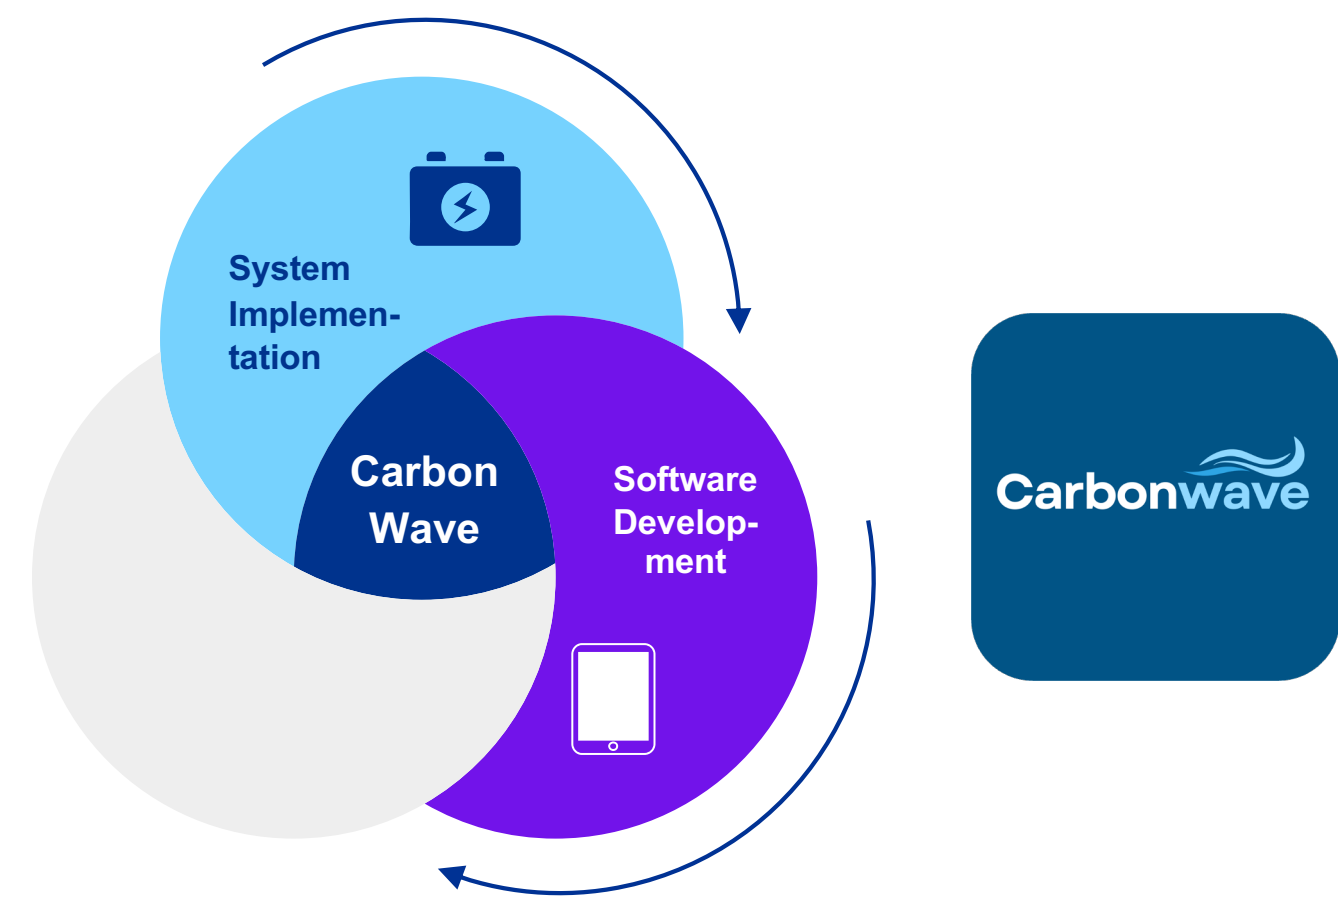 System
Implemen-
tation
Carbon
Wave
Software
Develop-
ment
Carbonwave